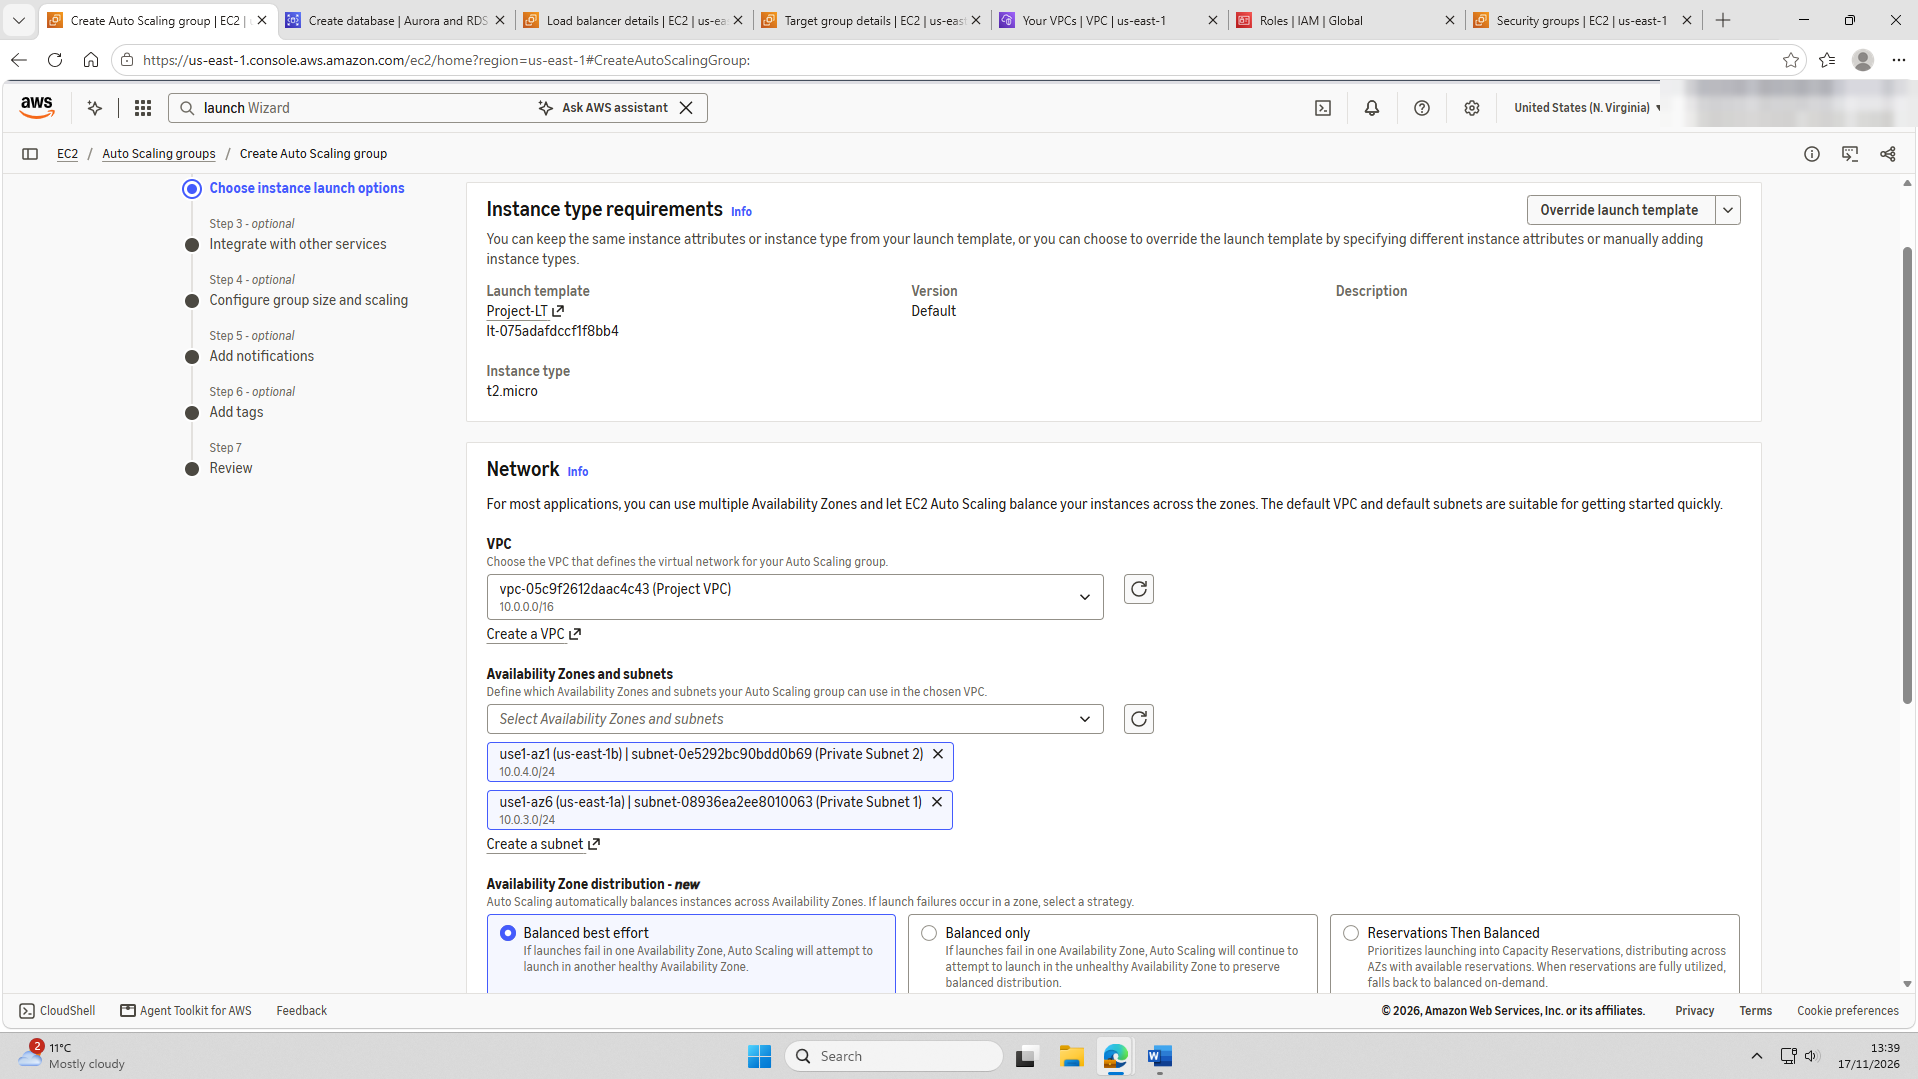 Create Auto Scaling group | EC2 | u
Create database | Aurora and RDS
Load balancer details | EC2 | us-ea
Target group details | EC2 | us-east
Your VPCs | VPC | us-east-1
Roles | IAM | Global
Security groups | EC2 | us-east-1
https://us-east-1.console.aws.amazon.com/ec2/home?region=us-east-1#CreateAutoScalingGroup:
aws
launch Wizard
Ask AWS assistant
United States (N. Virginia)
EC2 / Auto Scaling groups / Create Auto Scaling group
Choose instance launch options
Step 3 - optional
Integrate with other services
Step 4 - optional
Configure group size and scaling
Step 5 - optional
Add notifications
Step 6 - optional
Add tags
Step 7
Review
Instance type requirements Info
Override launch template
You can keep the same instance attributes or instance type from your launch template, or you can choose to override the launch template by specifying different instance attributes or manually adding
instance types.
Launch template
Project-LT
lt-075adafdccf1f8bb4
Version
Default
Description
Instance type
t2.micro
Network Info
For most applications, you can use multiple Availability Zones and let EC2 Auto Scaling balance your instances across the zones. The default VPC and default subnets are suitable for getting started quickly.
VPC
Choose the VPC that defines the virtual network for your Auto Scaling group.
vpc-05c9f2612daac4c43 (Project VPC)
10.0.0.0/16
Create a VPC
Availability Zones and subnets
Define which Availability Zones and subnets your Auto Scaling group can use in the chosen VPC.
Select Availability Zones and subnets
use1-az1 (us-east-1b) | subnet-0e5292bc90bdd0b69 (Private Subnet 2)
10.0.4.0/24
use1-az6 (us-east-1a) | subnet-08936ea2ee8010063 (Private Subnet 1)
10.0.3.0/24
Create a subnet
Availability Zone distribution - new
Auto Scaling automatically balances instances across Availability Zones. If launch failures occur in a zone, select a strategy.
Balanced best effort
If launches fail in one Availability Zone, Auto Scaling will attempt to
launch in another healthy Availability Zone.
Balanced only
If launches fail in one Availability Zone, Auto Scaling will continue to
attempt to launch in the unhealthy Availability Zone to preserve
balanced distribution.
Reservations Then Balanced
Prioritizes launching into Capacity Reservations, distributing across
AZs with available reservations. When reservations are fully utilized,
falls back to balanced on-demand.
CloudShell
Agent Toolkit for AWS
Feedback
© 2026, Amazon Web Services, Inc. or its affiliates.
Privacy
Terms
Cookie preferences
2
11°C
Mostly cloudy
Search
13:39
17/11/2026